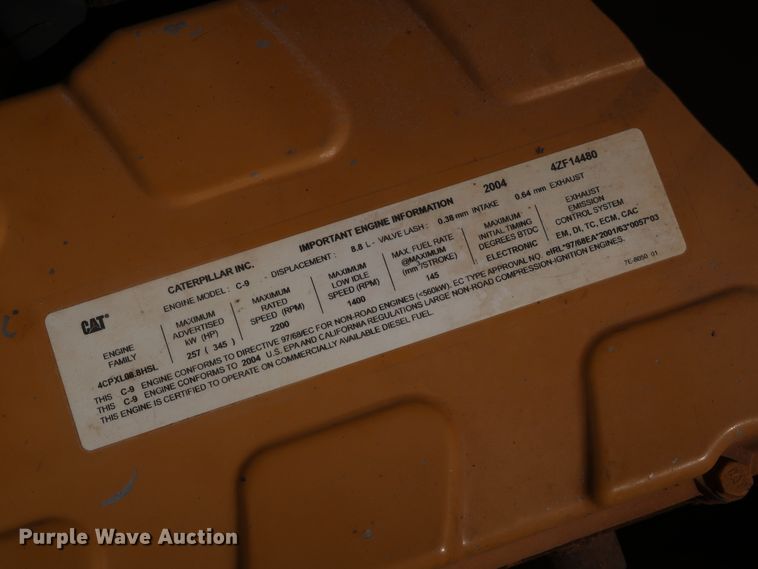 CATERPILLAR INC. IMPORTANT ENGINE INFORMATION 2004 4ZF14480
CAT®
ENGINE MODEL: C-9 DISPLACEMENT: 8.8 L - VALVE LASH: 0.38 mm INTAKE 0.64 mm EXHAUST
ENGINE FAMILY
4CPXL08.8HSL
MAXIMUM ADVERTISED kW (HP)
257 ( 345 )
MAXIMUM RATED SPEED (RPM)
2200
MAXIMUM LOW IDLE SPEED (RPM)
1400
MAX. FUEL RATE @MAXIMUM (mm³/STROKE)
145
MAXIMUM INITIAL TIMING DEGREES BTDC
ELECTRONIC
EXHAUST EMISSION CONTROL SYSTEM
EM, DI, TC, ECM, CAC
THIS C-9 ENGINE CONFORMS TO DIRECTIVE 97/68/EC FOR NON-ROAD ENGINES (<560kW). EC TYPE APPROVAL NO. eIRL*97/68EA*2001/63*0057*03
THIS C-9 ENGINE CONFORMS TO 2004 U.S. EPA AND CALIFORNIA REGULATIONS LARGE NON-ROAD COMPRESSION-IGNITION ENGINES.
THIS ENGINE IS CERTIFIED TO OPERATE ON COMMERCIALLY AVAILABLE DIESEL FUEL.
7E-8050 01
Purple Wave Auction